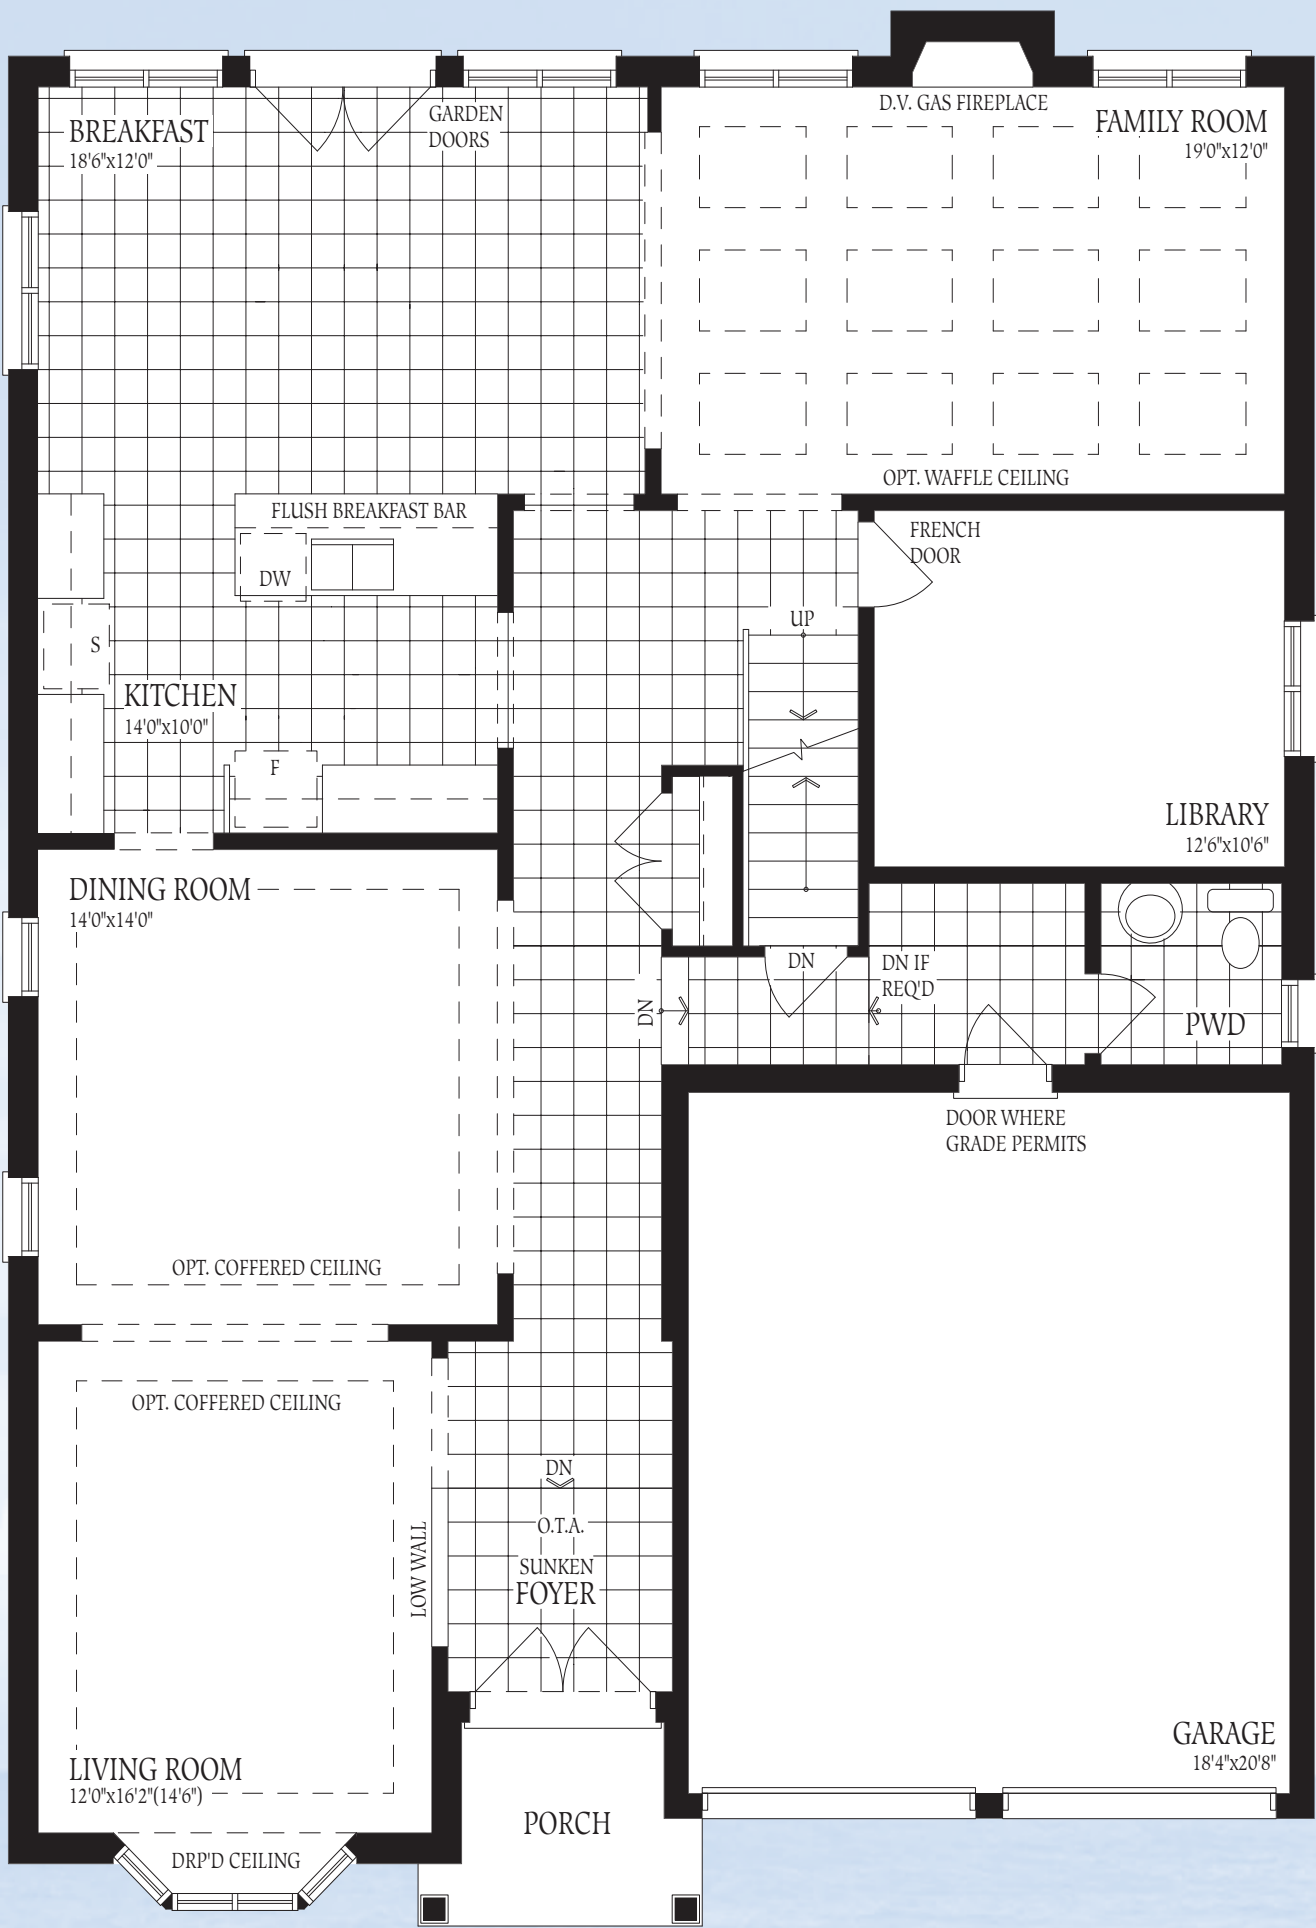 D.V. GAS FIREPLACE
GARDEN
DOORS
BREAKFAST
18'6"x12'0"
FAMILY ROOM
19'0"x12'0"
OPT. WAFFLE CEILING
FLUSH BREAKFAST BAR
DW
FRENCH
DOOR
UP
S
KITCHEN
14'0"x10'0"
F
LIBRARY
12'6"x10'6"
DINING ROOM
14'0"x14'0"
DN
DN IF
REQ'D
DN
PWD
DOOR WHERE
GRADE PERMITS
OPT. COFFERED CEILING
OPT. COFFERED CEILING
DN
O.T.A.
SUNKEN
FOYER
LOW WALL
GARAGE
18'4"x20'8"
LIVING ROOM
12'0"x16'2"(14'6")
PORCH
DRP'D CEILING